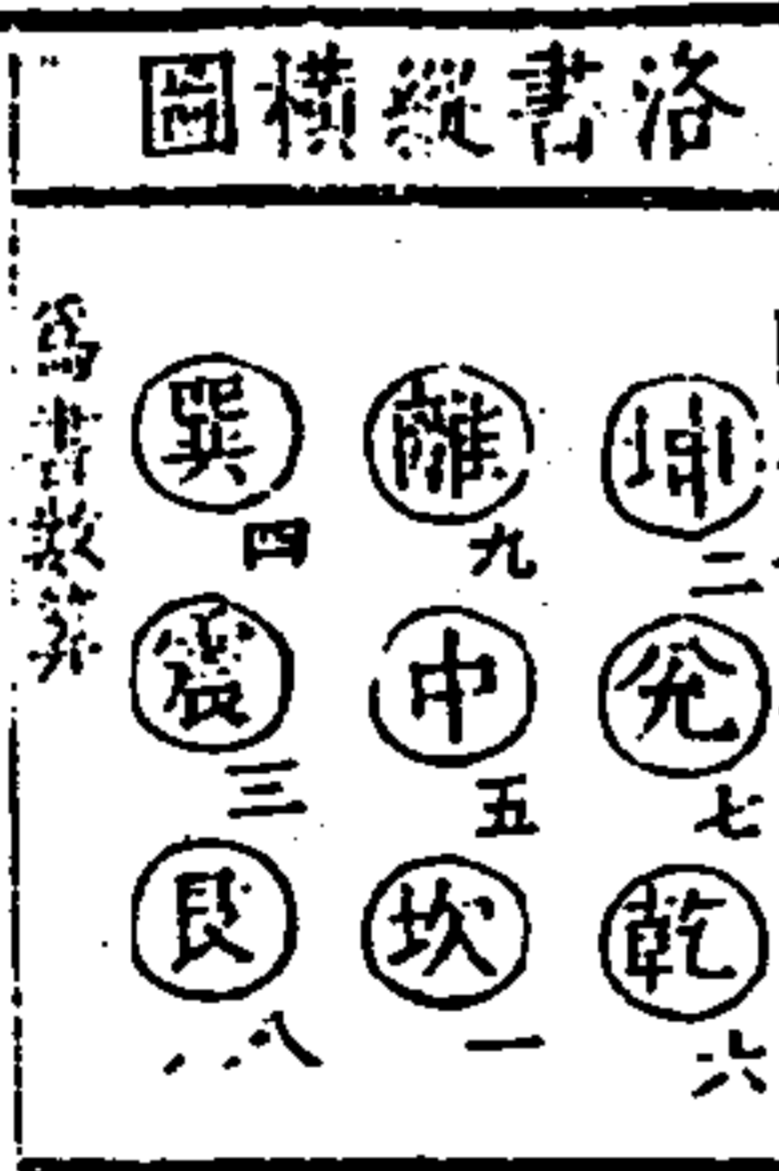 洛書縱橫圖
坤 離 巽
二 九 四
兌 中 震
七 五 三
乾 坎 艮
六 一 八